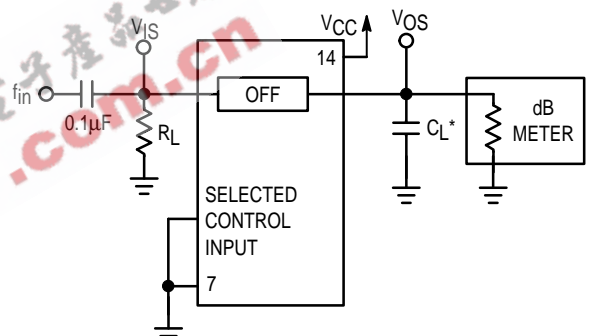 VIS
VCC
14
VOS
fin
0.1µF
OFF
RL
CL*
dB
METER
SELECTED
CONTROL
INPUT
7
.com.cn